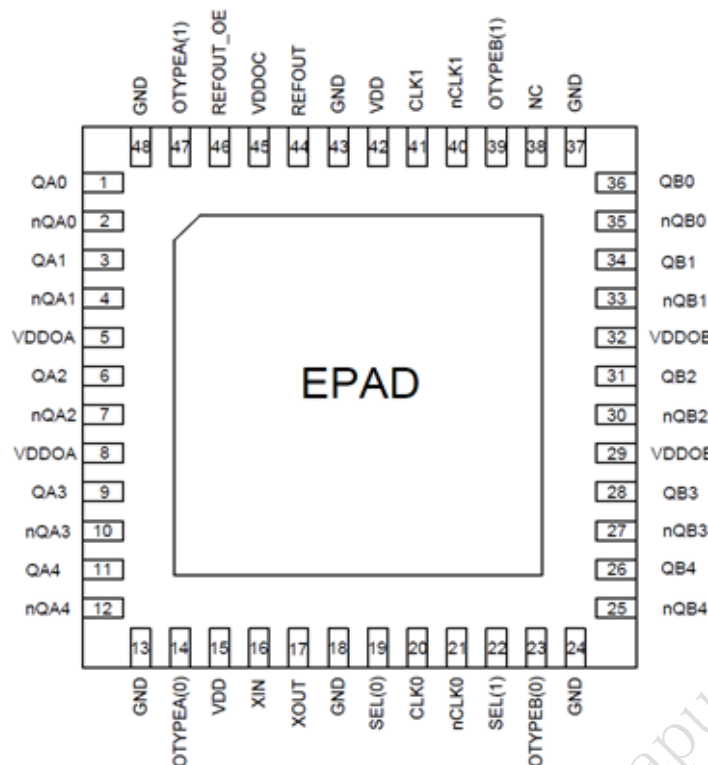 GND
OTYPEA(1)
REFOUT_OE
VDDOC
REFOUT
GND
VDD
CLK1
nCLK1
OTYPEB(1)
NC
GND
48 47 46 45 44 43 42 41 40 39 38 37
QA0 1 36 QB0
nQA0 2 35 nQB0
QA1 3 34 QB1
nQA1 4 33 nQB1
VDDOA 5 32 VDDOB
QA2 6 31 QB2
EPAD
nQA2 7 30 nQB2
VDDOA 8 29 VDDOB
QA3 9 28 QB3
nQA3 10 27 nQB3
QA4 11 26 QB4
nQA4 12 25 nQB4
13 14 15 16 17 18 19 20 21 22 23 24
GND
OTYPEA(0)
VDD
XIN
XOUT
GND
SEL(0)
CLK0
nCLK0
SEL(1)
OTYPEB(0)
GND